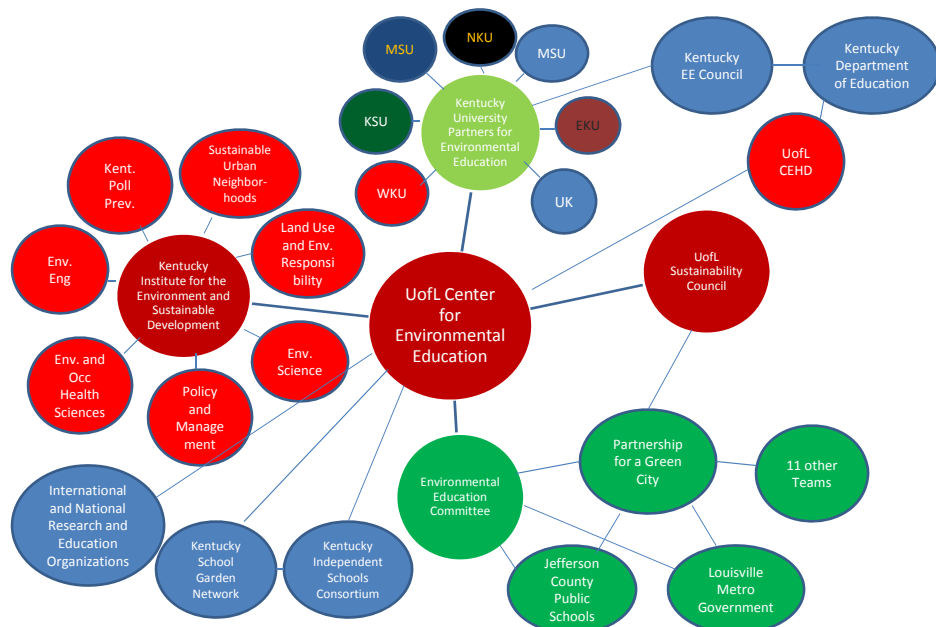 MSU
NKU
MSU
Kentucky
EE Council
Kentucky
Department
of Education
Kentucky
University
Partners for
Environmental
Education
KSU
EKU
WKU
UK
UofL
CEHD
Sustainable
Urban
Neighbor-
hoods
Kent.
Poll
Prev.
Land Use
and Env.
Responsi
bility
Env.
Eng
Kentucky
Institute for the
Environment and
Sustainable
Development
UofL Center
for
Environmental
Education
UofL
Sustainability
Council
Env.
Science
Env. and
Occ
Health
Sciences
Policy
and
Manage
ment
International
and National
Research and
Education
Organizations
Kentucky
School
Garden
Network
Kentucky
Independent
Schools
Consortium
Environmental
Education
Committee
Partnership
for a Green
City
11 other
Teams
Jefferson
County
Public
Schools
Louisville
Metro
Government